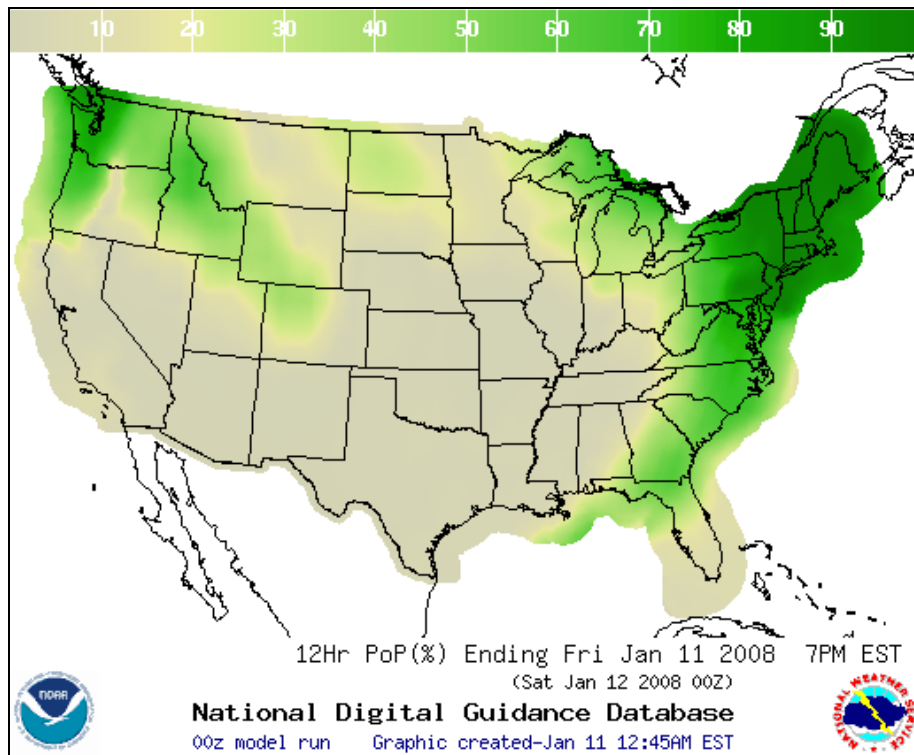 10 20 30 40 50 60 70 80 90
12Hr PoP(%) Ending Fri Jan 11 2008 7PM EST
(Sat Jan 12 2008 00Z)
National Digital Guidance Database
00z model run Graphic created-Jan 11 12:45AM EST
NOAA
NATIONAL WEATHER SERVICE